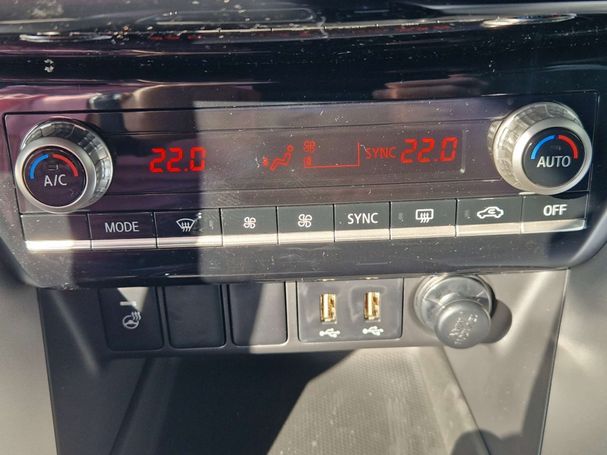 22.0 SYNC 22.0
A/C AUTO
MODE SYNC OFF